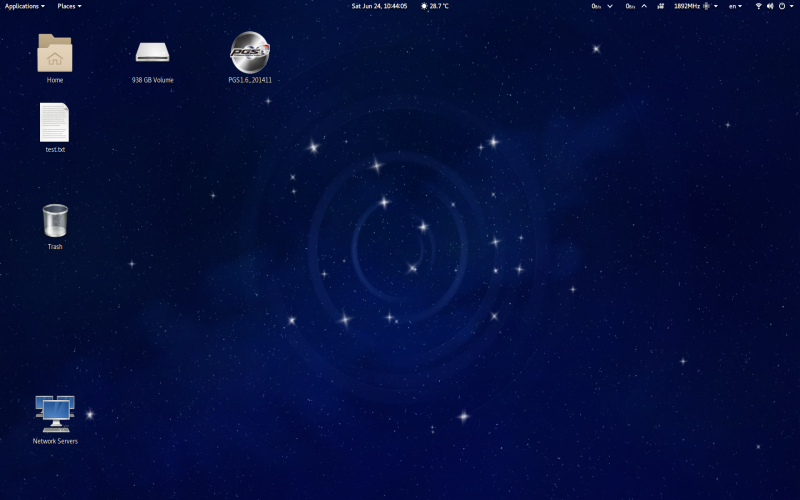 Applications Places Sat Jun 24, 10:44:05 28.7 °C 0B/s 0B/s 1892MHz en
Home
938 GB Volume
PGS
PGS1.6_201411
test.txt
Trash
Network Servers